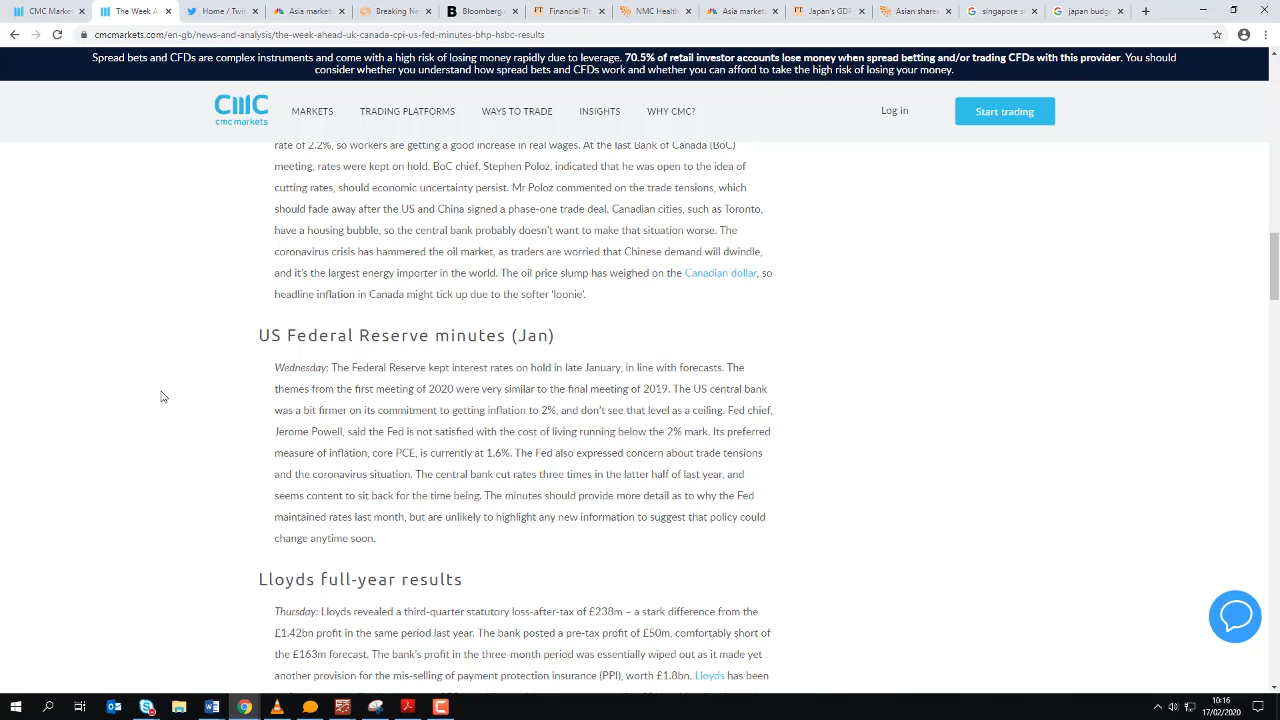 CMC Marke
The Week A
Home / Twit
Asia markets
Breaking Ne
Bloomberg
Financial Tim
NMC Health
Asia markets
Japan's GDP
Asian shares
singapore st
japan budge
cmcmarkets.com/en-gb/news-and-analysis/the-week-ahead-uk-canada-cpi-us-fed-minutes-bhp-hsbc-results
Spread bets and CFDs are complex instruments and come with a high risk of losing money rapidly due to leverage. 70.5% of retail investor accounts lose money when spread betting and/or trading CFDs with this provider. You should
consider whether you understand how spread bets and CFDs work and whether you can afford to take the high risk of losing your money.
cmc
cmc markets
MARKETS TRADING PLATFORMS WAYS TO TRADE INSIGHTS WHY CMC? Log in Start trading
rate of 2.2%, so workers are getting a good increase in real wages. At the last Bank of Canada (BoC)
meeting, rates were kept on hold. BoC chief, Stephen Poloz, indicated that he was open to the idea of
cutting rates, should economic uncertainty persist. Mr Poloz commented on the trade tensions, which
should fade away after the US and China signed a phase-one trade deal. Canadian cities, such as Toronto,
have a housing bubble, so the central bank probably doesn't want to make that situation worse. The
coronavirus crisis has hammered the oil market, as traders are worried that Chinese demand will dwindle,
and it's the largest energy importer in the world. The oil price slump has weighed on the Canadian dollar, so
headline inflation in Canada might tick up due to the softer 'loonie'.
US Federal Reserve minutes (Jan)
Wednesday: The Federal Reserve kept interest rates on hold in late January, in line with forecasts. The
themes from the first meeting of 2020 were very similar to the final meeting of 2019. The US central bank
was a bit firmer on its commitment to getting inflation to 2%, and don't see that level as a ceiling. Fed chief,
Jerome Powell, said the Fed is not satisfied with the cost of living running below the 2% mark. Its preferred
measure of inflation, core PCE, is currently at 1.6%. The Fed also expressed concern about trade tensions
and the coronavirus situation. The central bank cut rates three times in the latter half of last year, and
seems content to sit back for the time being. The minutes should provide more detail as to why the Fed
maintained rates last month, but are unlikely to highlight any new information to suggest that policy could
change anytime soon.
Lloyds full-year results
Thursday: Lloyds revealed a third-quarter statutory loss-after-tax of £238m – a stark difference from the
£1.42bn profit in the same period last year. The bank posted a pre-tax profit of £50m, comfortably short of
the £163m forecast. The bank's profit in the three-month period was essentially wiped out as it made yet
another provision for the mis-selling of payment protection insurance (PPI), worth £1.8bn. Lloyds has been
10:16
17/02/2020